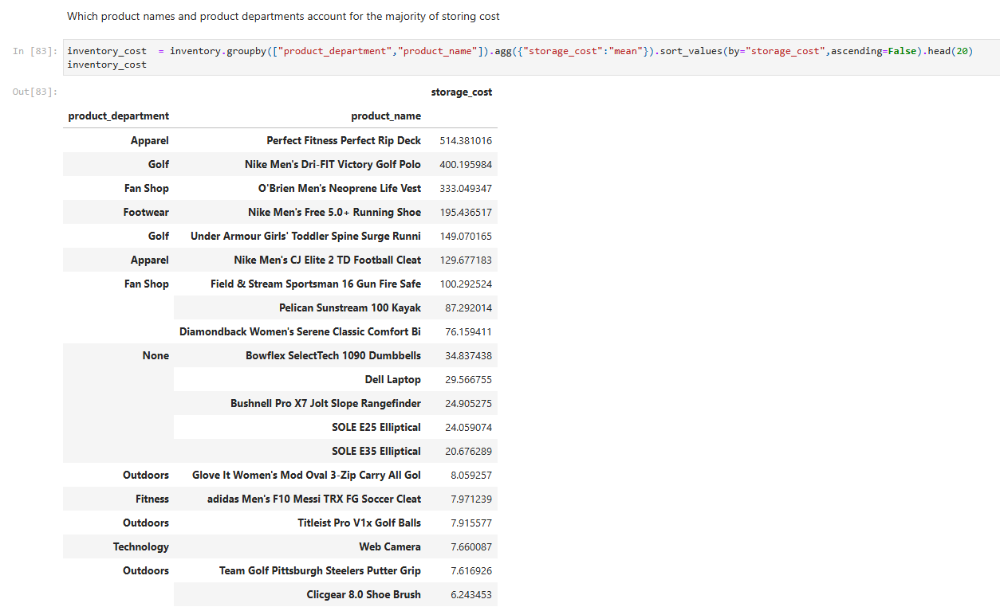 Which product names and product departments account for the majority of storing cost
In [83]: inventory_cost  = inventory.groupby(["product_department","product_name"]).agg({"storage_cost":"mean"}).sort_values(by="storage_cost",ascending=False).head(20)
inventory_cost
Out[83]:
storage_cost
product_department product_name
Apparel Perfect Fitness Perfect Rip Deck 514.381016
Golf Nike Men's Dri-FIT Victory Golf Polo 400.195984
Fan Shop O'Brien Men's Neoprene Life Vest 333.049347
Footwear Nike Men's Free 5.0+ Running Shoe 195.436517
Golf Under Armour Girls' Toddler Spine Surge Runni 149.070165
Apparel Nike Men's CJ Elite 2 TD Football Cleat 129.677183
Fan Shop Field & Stream Sportsman 16 Gun Fire Safe 100.292524
Pelican Sunstream 100 Kayak 87.292014
Diamondback Women's Serene Classic Comfort Bi 76.159411
None Bowflex SelectTech 1090 Dumbbells 34.837438
Dell Laptop 29.566755
Bushnell Pro X7 Jolt Slope Rangefinder 24.905275
SOLE E25 Elliptical 24.059074
SOLE E35 Elliptical 20.676289
Outdoors Glove It Women's Mod Oval 3-Zip Carry All Gol 8.059257
Fitness adidas Men's F10 Messi TRX FG Soccer Cleat 7.971239
Outdoors Titleist Pro V1x Golf Balls 7.915577
Technology Web Camera 7.660087
Outdoors Team Golf Pittsburgh Steelers Putter Grip 7.616926
Clicgear 8.0 Shoe Brush 6.243453